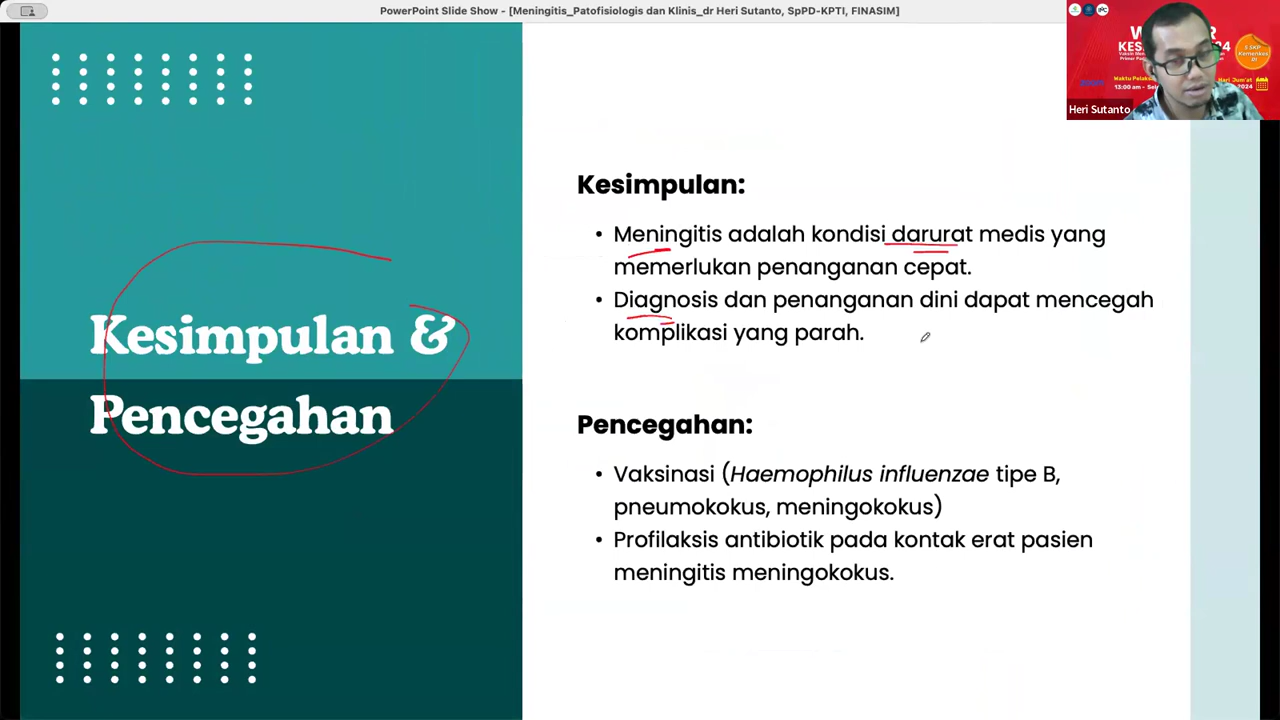 PowerPoint Slide Show - [Meningitis_Patofisiologis dan Klinis_dr Heri Sutanto, SpPD-KPTI, FINASIM]
Heri Sutanto
Kesimpulan &
Pencegahan
Kesimpulan:
• Meningitis adalah kondisi darurat medis yang
memerlukan penanganan cepat.
• Diagnosis dan penanganan dini dapat mencegah
komplikasi yang parah.
Pencegahan:
• Vaksinasi (Haemophilus influenzae tipe B,
pneumokokus, meningokokus)
• Profilaksis antibiotik pada kontak erat pasien
meningitis meningokokus.